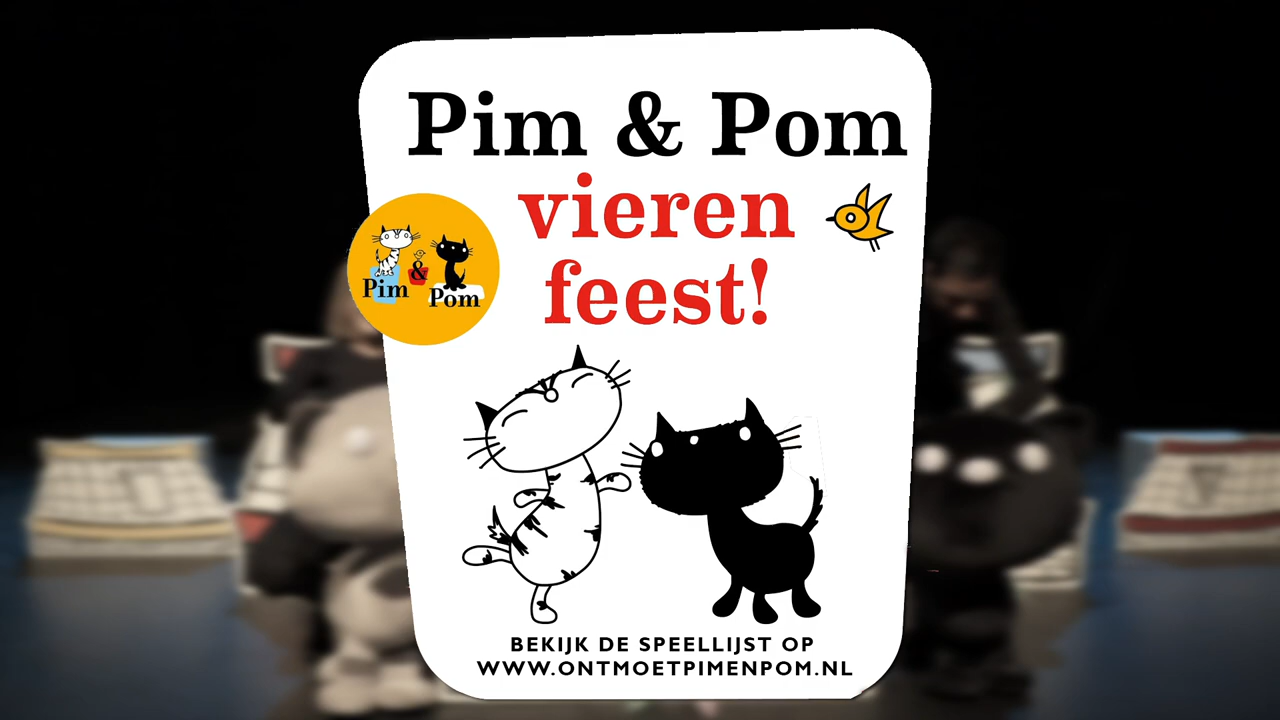 Pim & Pom
vieren
feest!
Pim & Pom
BEKIJK DE SPEELLIJST OP
WWW.ONTMOETPIMENPOM.NL